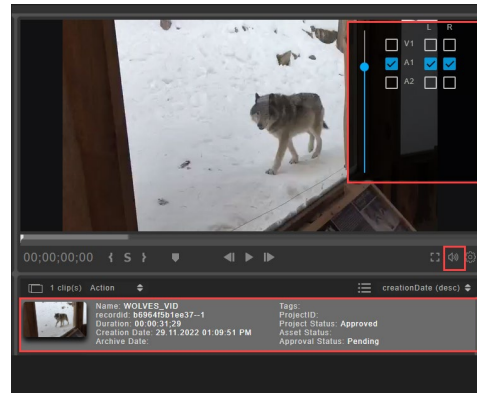 L R
V1
A1
A2
00;00;00;00 { S }
1 clip(s) Action creationDate (desc)
Name: WOLVES_VID
recordid: b6964f5b1ee37--1
Duration: 00:00:31;29
Creation Date: 29.11.2022 01:09:51 PM
Archive Date:
Tags:
ProjectID:
Project Status: Approved
Asset Status:
Approval Status: Pending